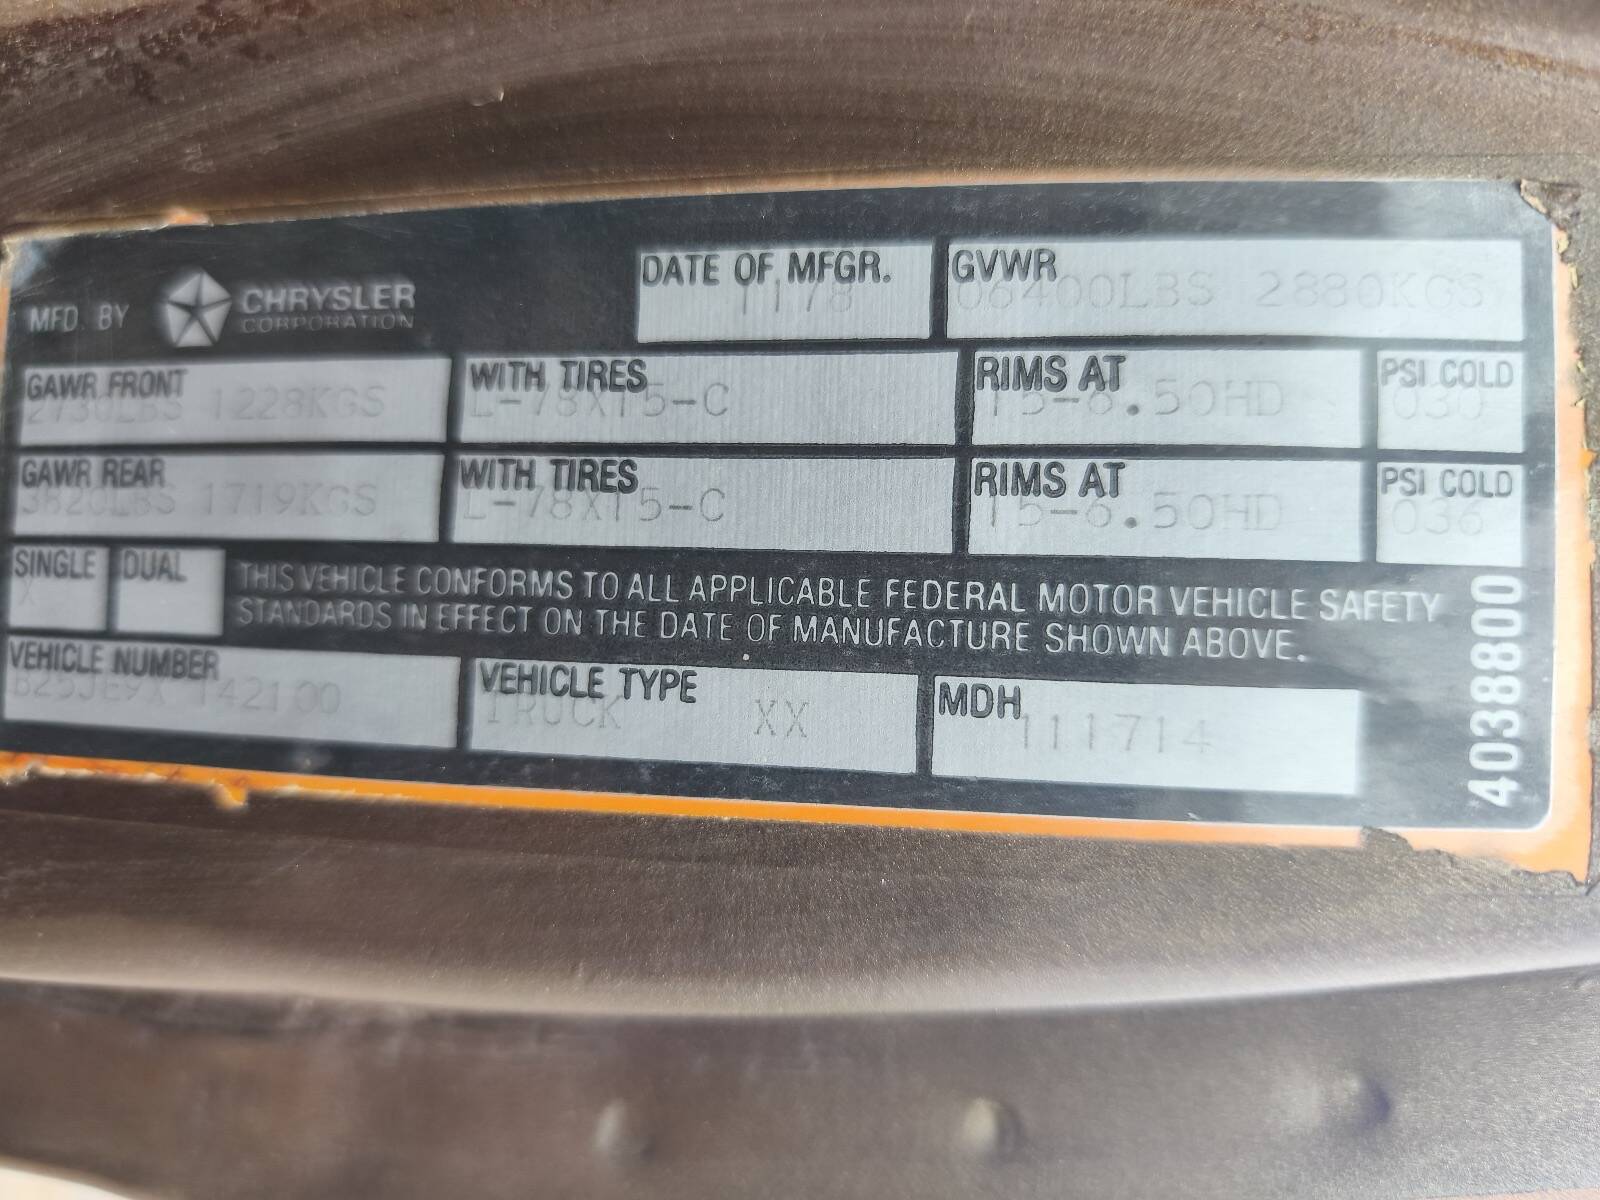 MFD. BY CHRYSLER CORPORATION
DATE OF MFGR.
1178
GVWR
06400LBS 2880KGS
GAWR FRONT
2730LBS 1228KGS
WITH TIRES
L-78X15-C
RIMS AT
15-6.50HD
PSI COLD
030
GAWR REAR
3820LBS 1719KGS
WITH TIRES
L-78X15-C
RIMS AT
15-6.50HD
PSI COLD
036
SINGLE
X
DUAL
THIS VEHICLE CONFORMS TO ALL APPLICABLE FEDERAL MOTOR VEHICLE SAFETY
STANDARDS IN EFFECT ON THE DATE OF MANUFACTURE SHOWN ABOVE.
VEHICLE NUMBER
B25JE9X 142100
VEHICLE TYPE
TRUCK XX
MDH
111714
4038800